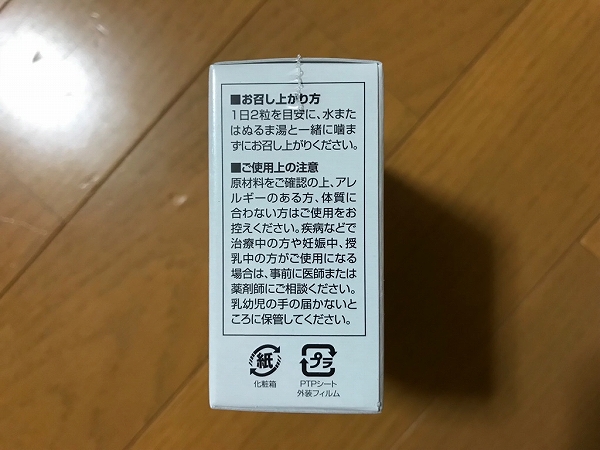 ■お召し上がり方
1日2粒を目安に、水また
はぬるま湯と一緒に噛ま
ずにお召し上がりください。
■ご使用上の注意
原材料をご確認の上、アレ
ルギーのある方、体質に
合わない方はご使用をお
控えください。疾病などで
治療中の方や妊娠中、授
乳中の方がご使用になる
場合は、事前に医師または
薬剤師にご相談ください。
乳幼児の手の届かないと
ころに保管してください。
紙
化粧箱
プラ
PTPシート
外装フィルム